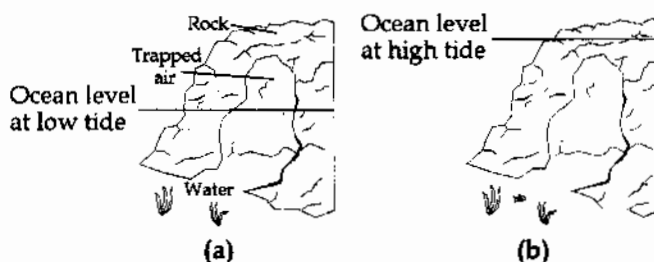 Rock
Trapped
air
Ocean level
at low tide
Water
(a)
Ocean level
at high tide
(b)